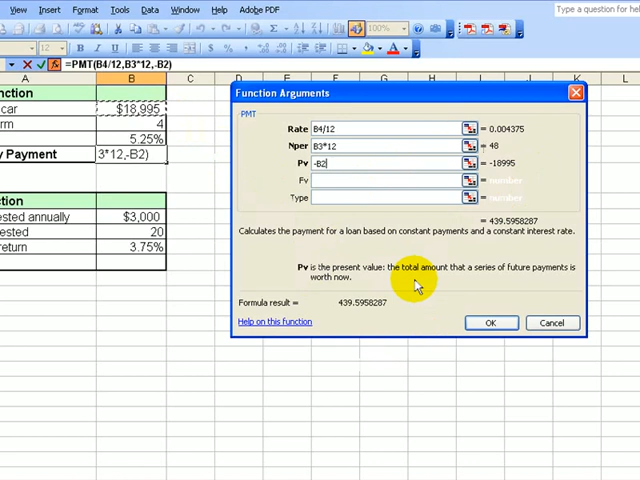 View Insert Format Tools Data Window Help Adobe PDF
Type a question for hel
100%
12
=PMT(B4/12,B3*12,-B2)
A B C D E F G H I J K L
nction
car $18,995
rm 4
5.25%
y Payment 3*12,-B2)
ction
ested annually $3,000
ested 20
return 3.75%
Function Arguments
PMT
Rate B4/12 = 0.004375
Nper B3*12 = 48
Pv -B2 = -18995
Fv = number
Type = number
= 439.5958287
Calculates the payment for a loan based on constant payments and a constant interest rate.
Pv is the present value: the total amount that a series of future payments is
worth now.
Formula result = 439.5958287
Help on this function
OK Cancel